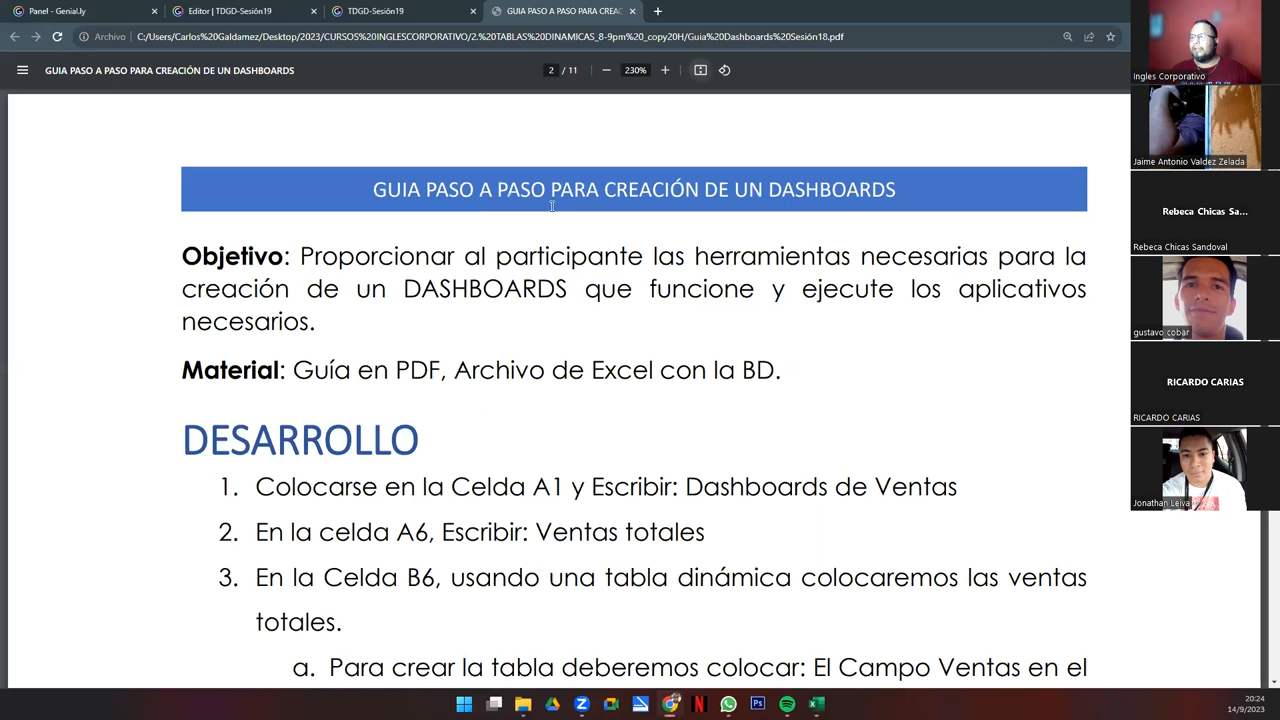 Panel - Genial.ly
Editor | TDGD-Sesión19
TDGD-Sesión19
GUIA PASO A PASO PARA CREAC
Archivo
C:/Users/Carlos%20Galdamez/Desktop/2023/CURSOS%20INGLESCORPORATIVO/2.%20TABLAS%20DINAMICAS_8-9pm%20_copy20H/Guia%20Dashboards%20Sesión18.pdf
GUIA PASO A PASO PARA CREACIÓN DE UN DASHBOARDS
2 / 11
230%
GUIA PASO A PASO PARA CREACIÓN DE UN DASHBOARDS
Objetivo: Proporcionar al participante las herramientas necesarias para la
creación de un DASHBOARDS que funcione y ejecute los aplicativos
necesarios.
Material: Guía en PDF, Archivo de Excel con la BD.
DESARROLLO
1. Colocarse en la Celda A1 y Escribir: Dashboards de Ventas
2. En la celda A6, Escribir: Ventas totales
3. En la Celda B6, usando una tabla dinámica colocaremos las ventas
totales.
a. Para crear la tabla deberemos colocar: El Campo Ventas en el
Ingles Corporativo
Jaime Antonio Valdez Zelada
Rebeca Chicas Sa...
Rebeca Chicas Sandoval
gustavo cobar
RICARDO CARIAS
RICARDO CARIAS
Jonathan Leiva
20:24
14/9/2023